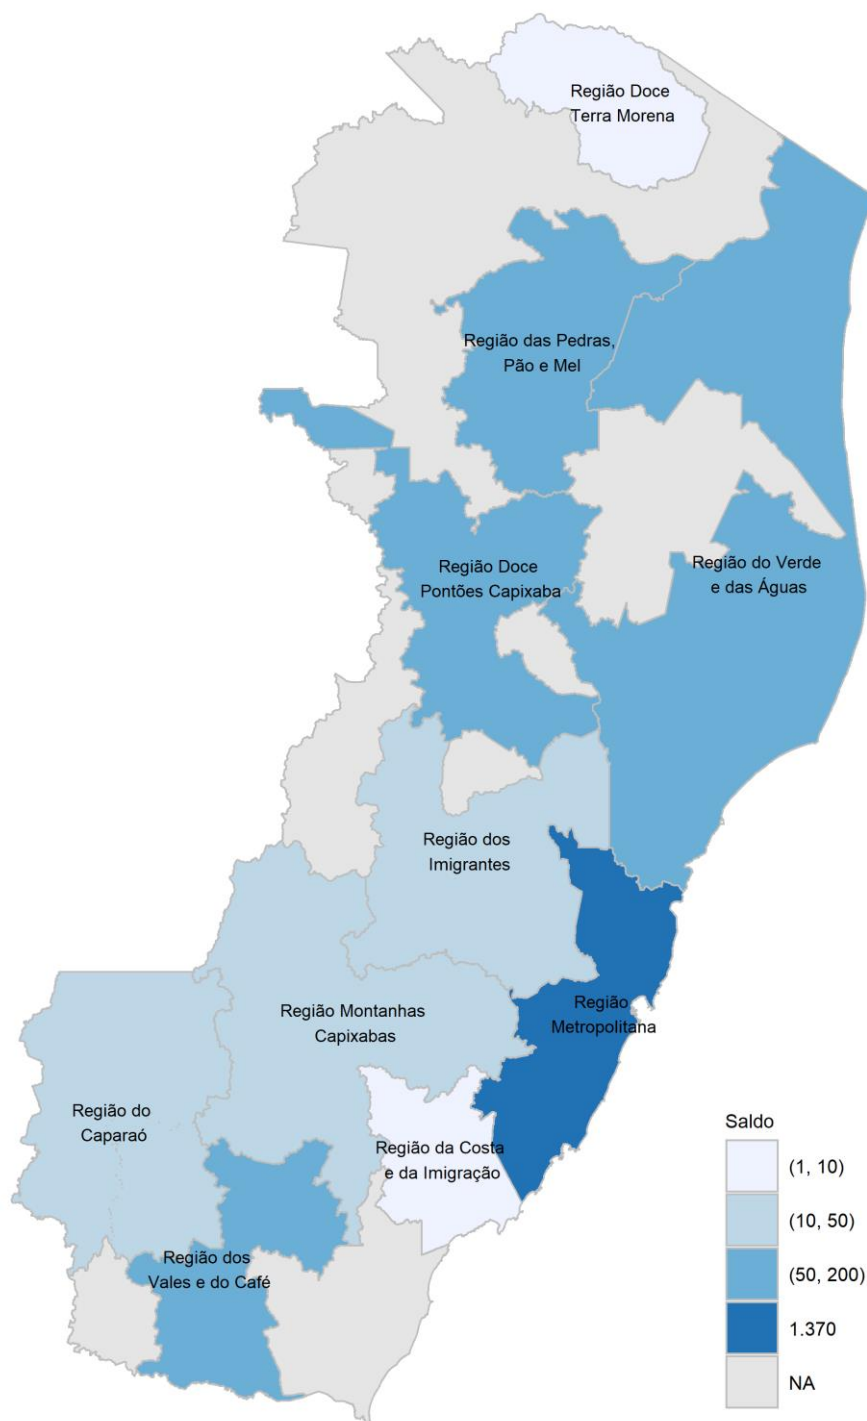 Região Doce
Terra Morena
Região das Pedras,
Pão e Mel
Região Doce
Pontões Capixaba
Região do Verde
e das Águas
Região dos
Imigrantes
Região
Metropolitana
Região Montanhas
Capixabas
Região do
Caparaó
Região da Costa
e da Imigração
Região dos
Vales e do Café
Saldo
(1, 10)
(10, 50)
(50, 200)
1.370
NA